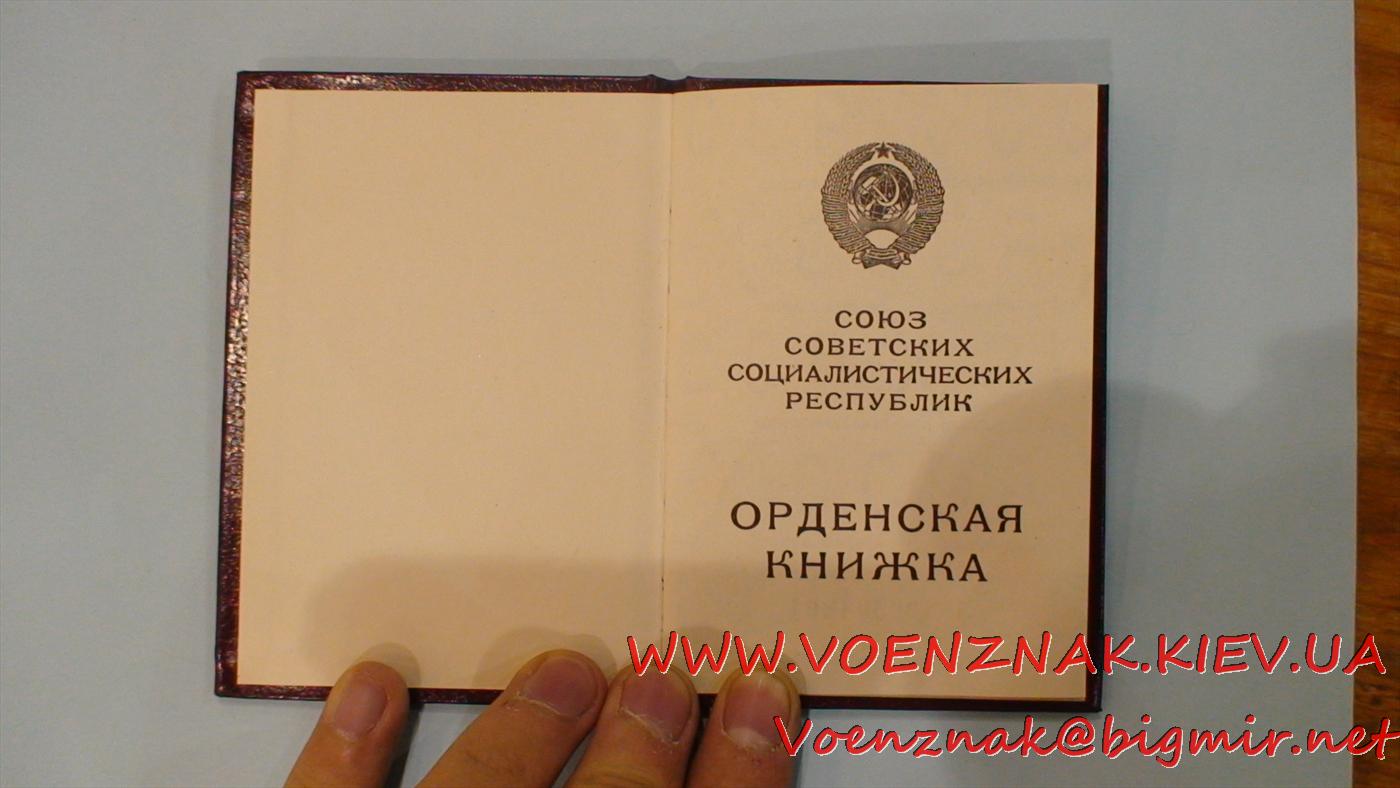 СОЮЗ
СОВЕТСКИХ
СОЦИАЛИСТИЧЕСКИХ
РЕСПУБЛИК
ОРДЕНСКАЯ
КНИЖКА
WWW.VOENZNAK.KIEV.UA
Voenznak@bigmir.net